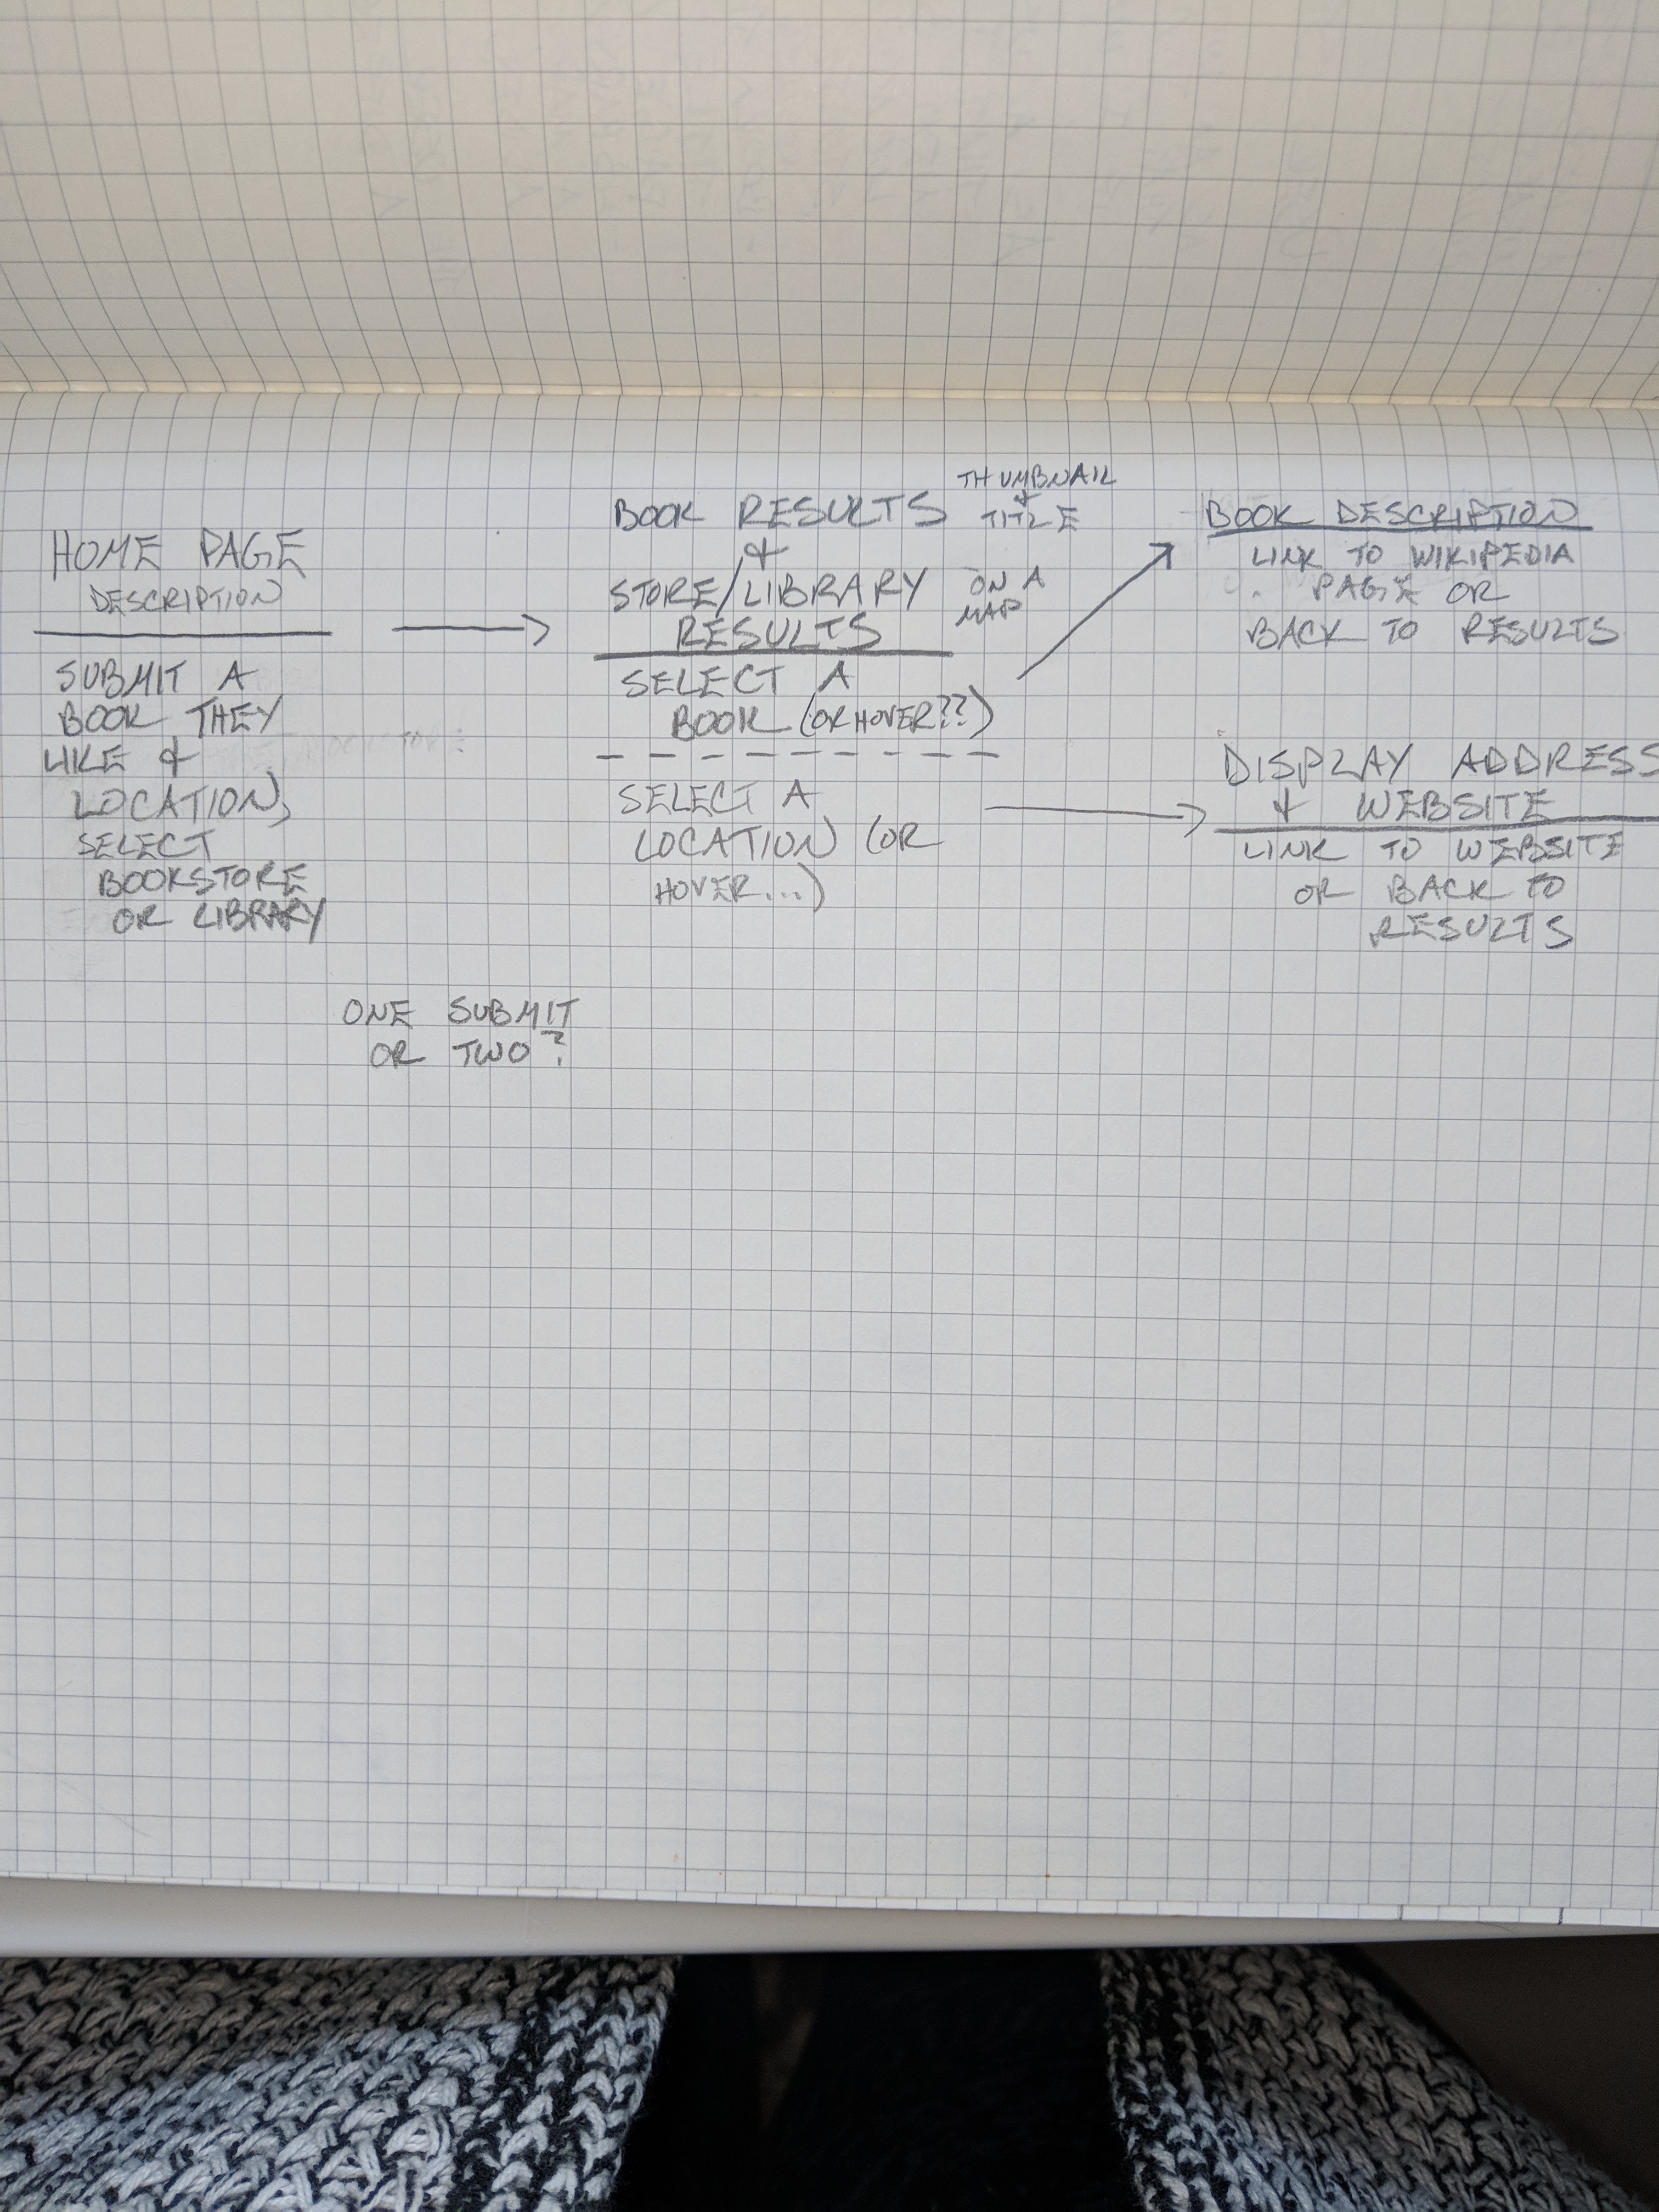 HOME PAGE
DESCRIPTION
SUBMIT A
BOOK THEY
LIKE &
LOCATION,
SELECT
BOOKSTORE
OR LIBRARY
ONE SUBMIT
OR TWO?
BOOK RESULTS
&
STORE/LIBRARY
RESULTS
THUMBNAIL
&
TITLE
ON A
MAP
SELECT A
BOOK (OR HOVER??)
SELECT A
LOCATION (OR
HOVER...)
BOOK DESCRIPTION
LINK TO WIKIPEDIA
PAGE OR
BACK TO RESULTS
DISPLAY ADDRESS
& WEBSITE
LINK TO WEBSITE
OR BACK TO
RESULTS